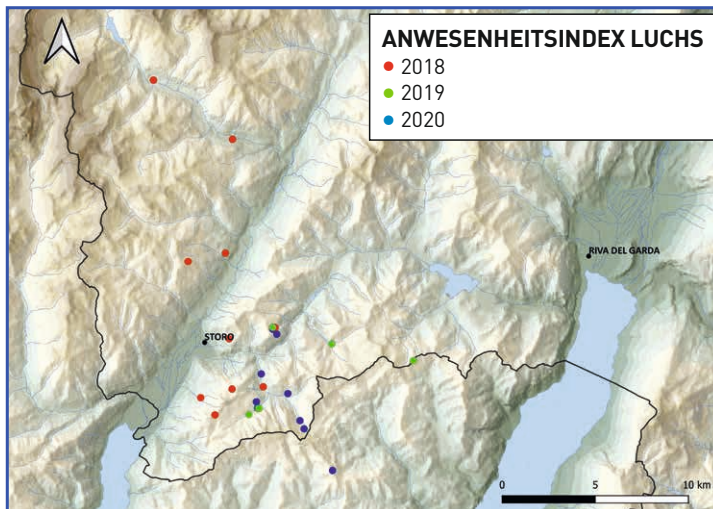 ANWESENHEITSINDEX LUCHS
2018
2019
2020
RIVA DEL GARDA
STORO
0 5 10 km